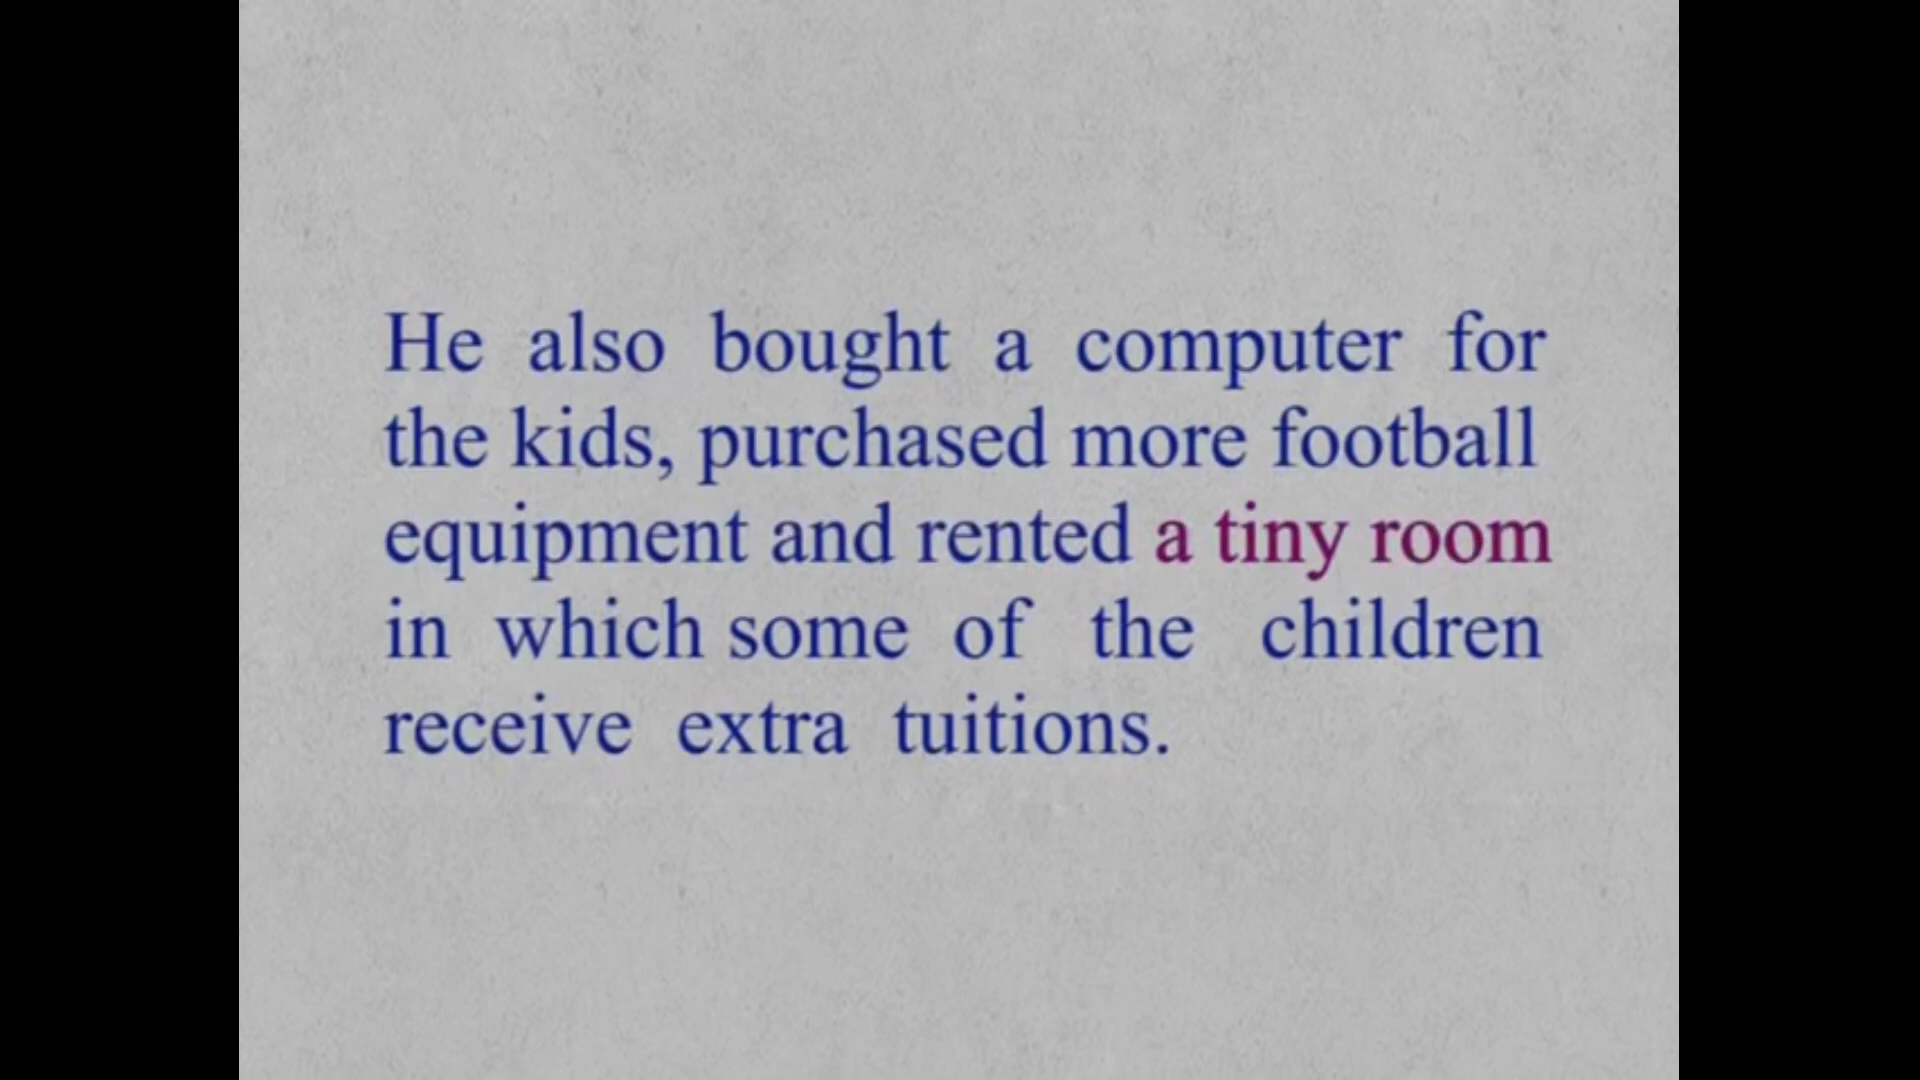 He also bought a computer for
the kids, purchased more football
equipment and rented a tiny room
in which some of the children
receive extra tuitions.